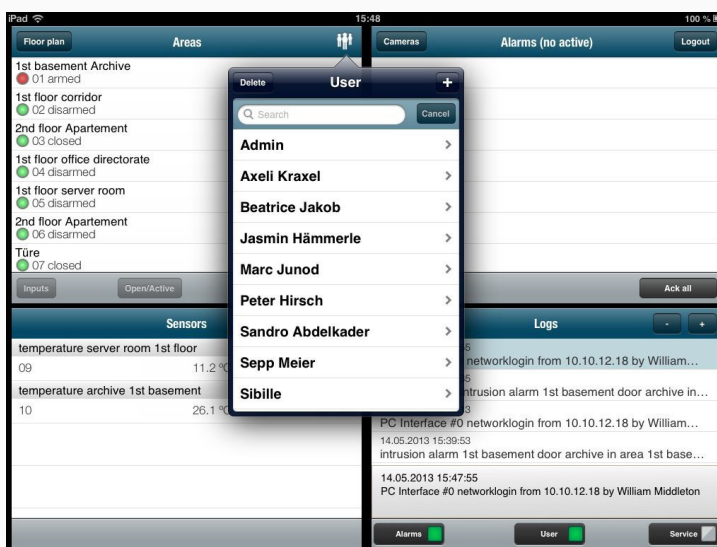 iPad 15:48 100 %
Floor plan Areas
1st basement Archive
01 armed
1st floor corridor
02 disarmed
2nd floor Apartement
03 closed
1st floor office directorate
04 disarmed
1st floor server room
05 disarmed
2nd floor Apartement
06 disarmed
Türe
07 closed
Inputs Open/Active
Cameras Alarms (no active) Logout
Ack all
Delete User +
Search Cancel
Admin
Axeli Kraxel
Beatrice Jakob
Jasmin Hämmerle
Marc Junod
Peter Hirsch
Sandro Abdelkader
Sepp Meier
Sibille
Sensors
temperature server room 1st floor
09 11.2 °C
temperature archive 1st basement
10 26.1 °C
Logs - +
networklogin from 10.10.12.18 by William...
intrusion alarm 1st basement door archive in...
PC Interface #0 networklogin from 10.10.12.18 by William...
14.05.2013 15:39:53
intrusion alarm 1st basement door archive in area 1st base...
14.05.2013 15:47:55
PC Interface #0 networklogin from 10.10.12.18 by William Middleton
Alarms User Service